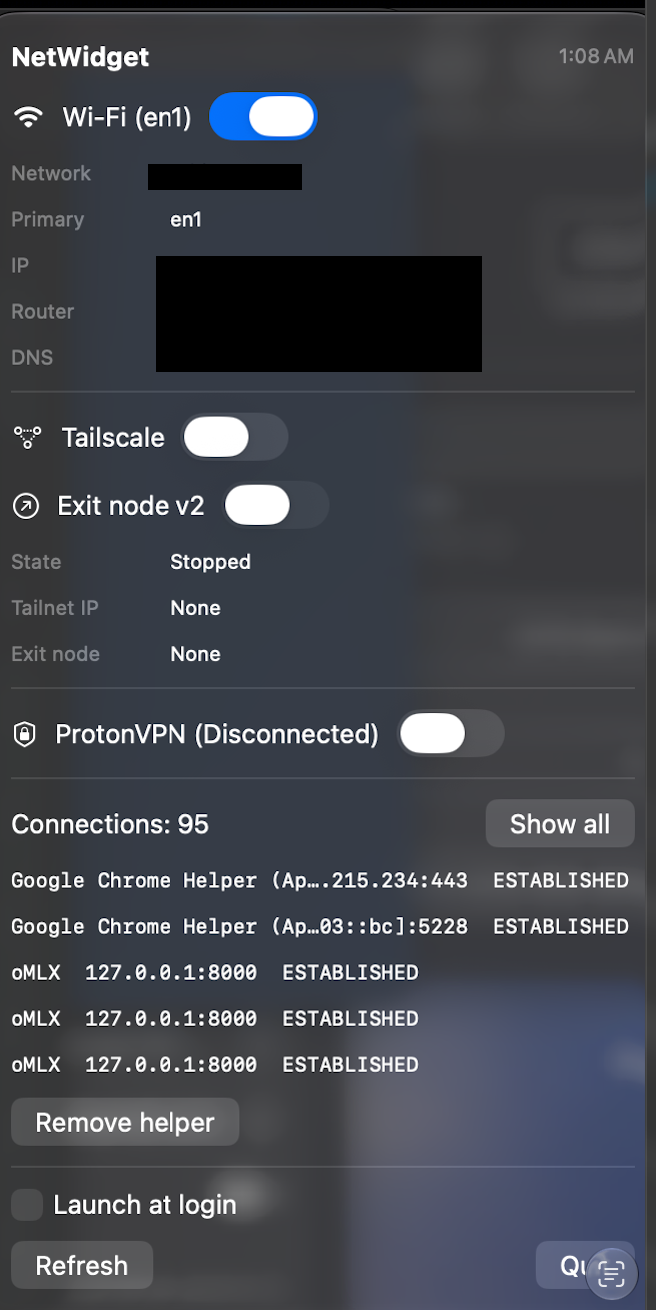 NetWidget 1:08 AM
Wi-Fi (en1)
Network
Primary en1
IP
Router
DNS
Tailscale
Exit node v2
State Stopped
Tailnet IP None
Exit node None
ProtonVPN (Disconnected)
Connections: 95 Show all
Google Chrome Helper (Ap….215.234:443 ESTABLISHED
Google Chrome Helper (Ap…03::bc]:5228 ESTABLISHED
oMLX 127.0.0.1:8000 ESTABLISHED
oMLX 127.0.0.1:8000 ESTABLISHED
oMLX 127.0.0.1:8000 ESTABLISHED
Remove helper
Launch at login
Refresh